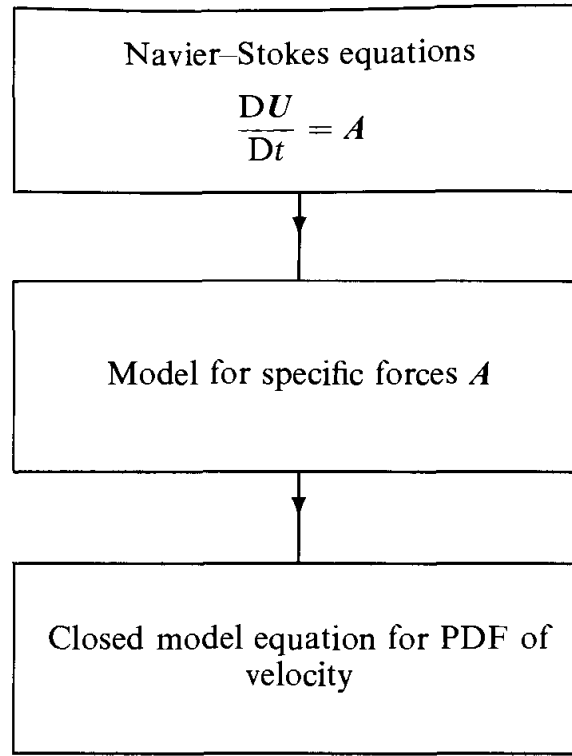 Navier–Stokes equations
DU/Dt = A
Model for specific forces A
Closed model equation for PDF of
velocity